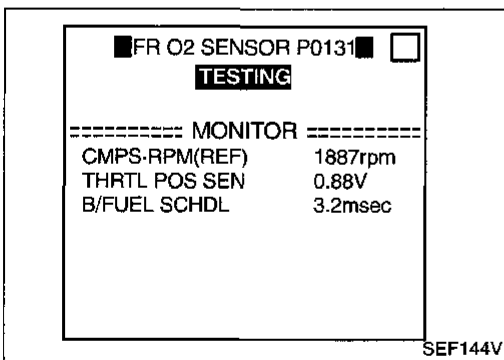 FR O2 SENSOR P0131
TESTING
========= MONITOR =========
CMPS·RPM(REF) 1887rpm
THRTL POS SEN 0.88V
B/FUEL SCHDL 3.2msec
SEF144V